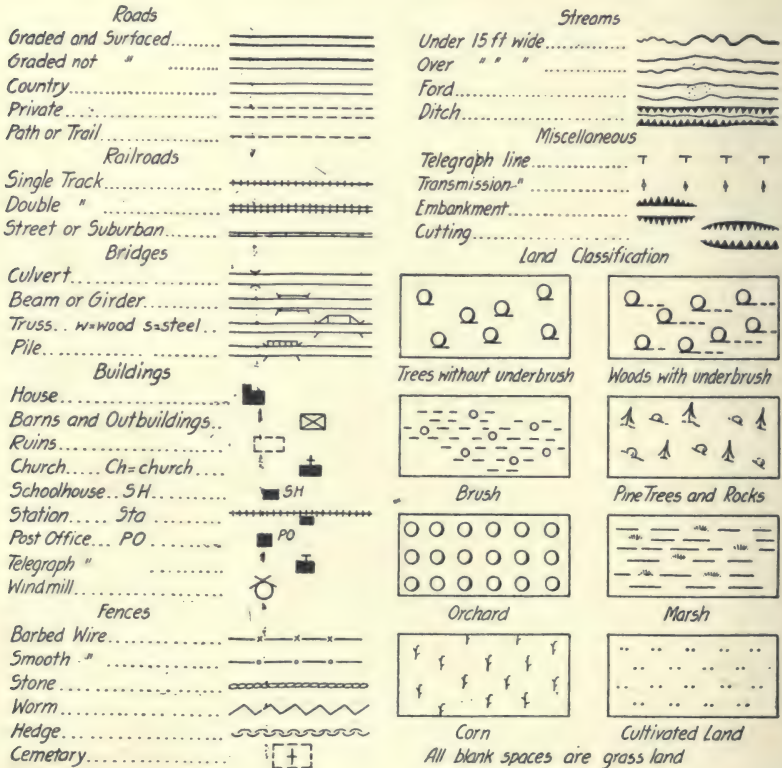 Roads
Graded and Surfaced
Graded not "
Country
Private
Path or Trail
Railroads
Single Track
Double "
Street or Suburban
Bridges
Culvert
Beam or Girder
Truss.. w=wood s=steel
Pile
Buildings
House
Barns and Outbuildings
Ruins
Church..... Ch=church
Schoolhouse.. SH
SH
Station..... Sta
Post Office... PO
PO
Telegraph "
Windmill
Fences
Barbed Wire
Smooth "
Stone
Worm
Hedge
Cemetary
Streams
Under 15 ft wide
Over " " "
Ford
Ditch
Miscellaneous
Telegraph line
Transmission "
Embankment
Cutting
Land Classification
Trees without underbrush
Woods with underbrush
Brush
Pine Trees and Rocks
Orchard
Marsh
Corn
Cultivated Land
All blank spaces are grass land